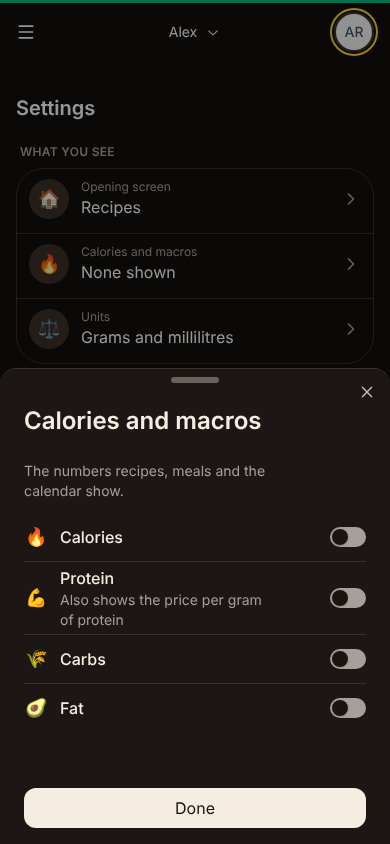 Alex
AR
Settings
WHAT YOU SEE
Opening screen
Recipes
Calories and macros
None shown
Units
Grams and millilitres
Calories and macros
The numbers recipes, meals and the
calendar show.
Calories
Protein
Also shows the price per gram
of protein
Carbs
Fat
Done